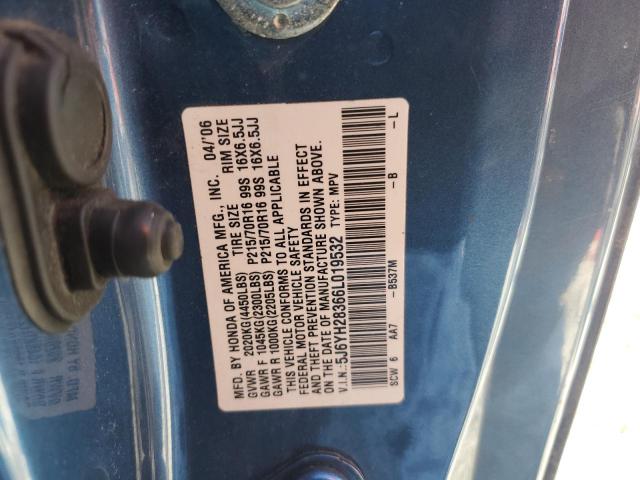 MFD. BY HONDA OF AMERICA MFG., INC. 04/'06
GVWR 2020KG(4450LBS) TIRE SIZE RIM SIZE
GAWR F 1045KG(2300LBS) P215/70R16 99S 16X6.5JJ
GAWR R 1000KG(2205LBS) P215/70R16 99S 16X6.5JJ
THIS VEHICLE CONFORMS TO ALL APPLICABLE
FEDERAL MOTOR VEHICLE SAFETY
AND THEFT PREVENTION STANDARDS IN EFFECT
ON THE DATE OF MANUFACTURE SHOWN ABOVE.
V.I.N.:5J6YH28366L019532 TYPE: MPV
SCW 6 AA7 -B537M -B -L